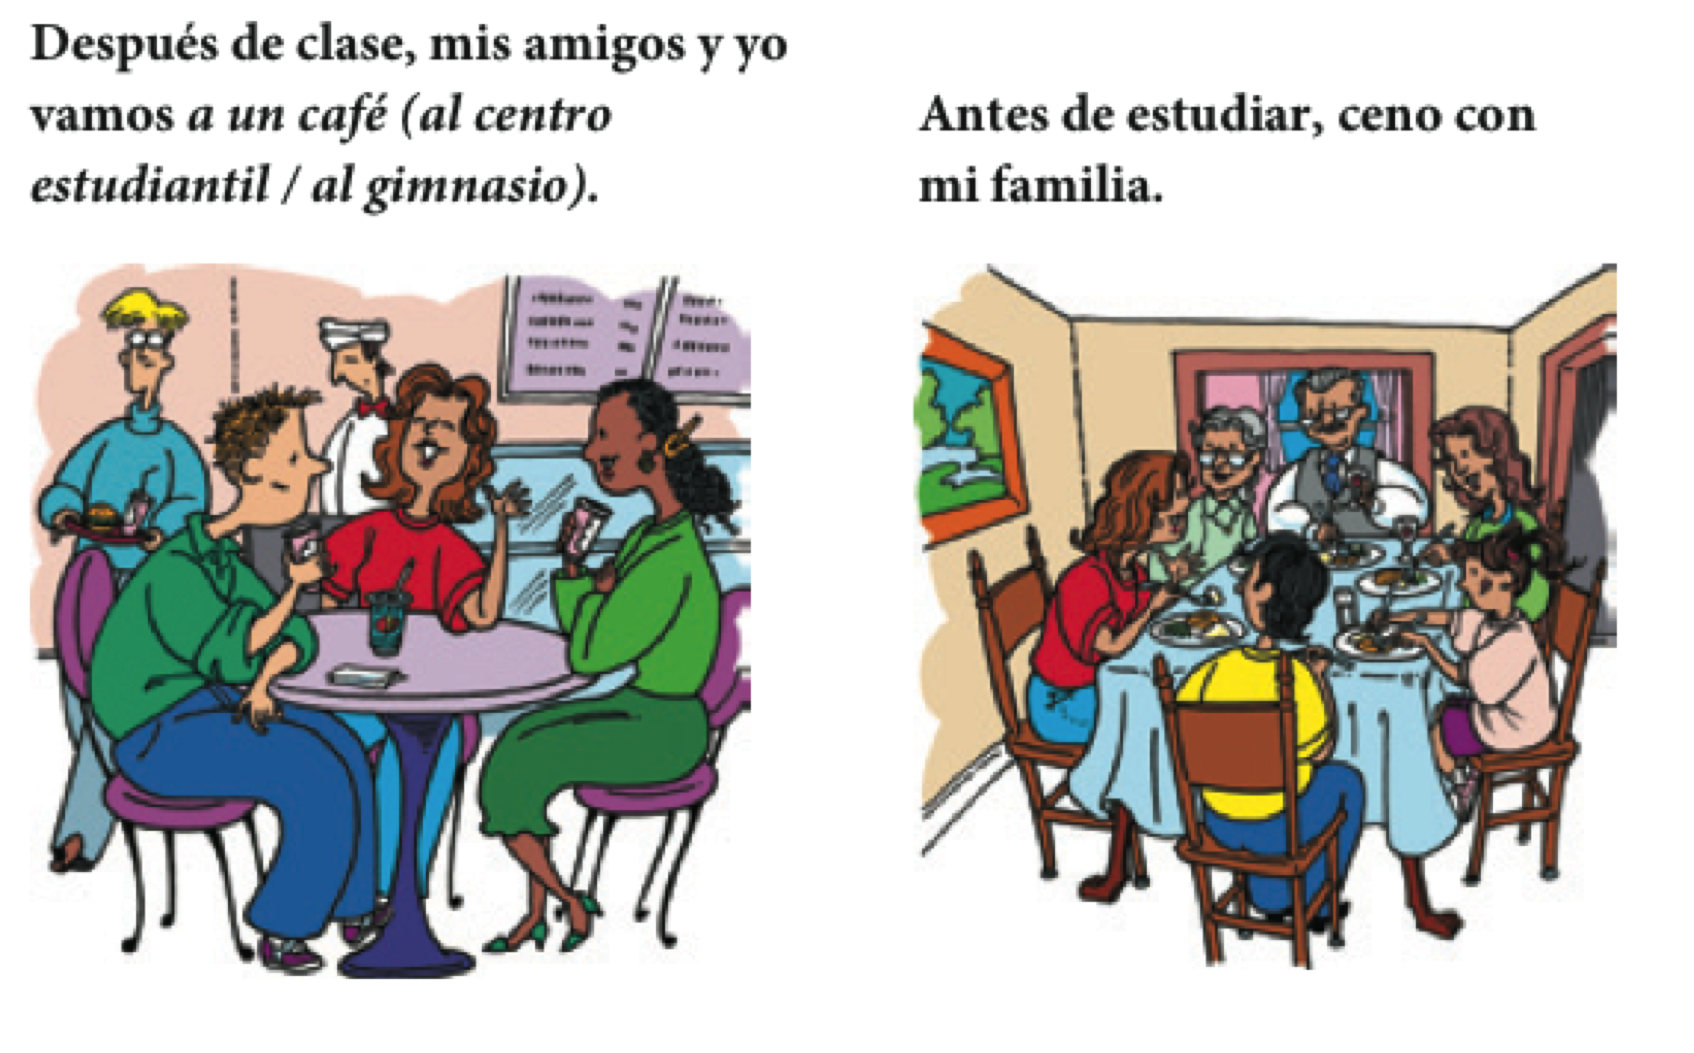 Después de clase, mis amigos y yo
vamos a un café (al centro
estudiantil / al gimnasio).
Antes de estudiar, ceno con
mi familia.